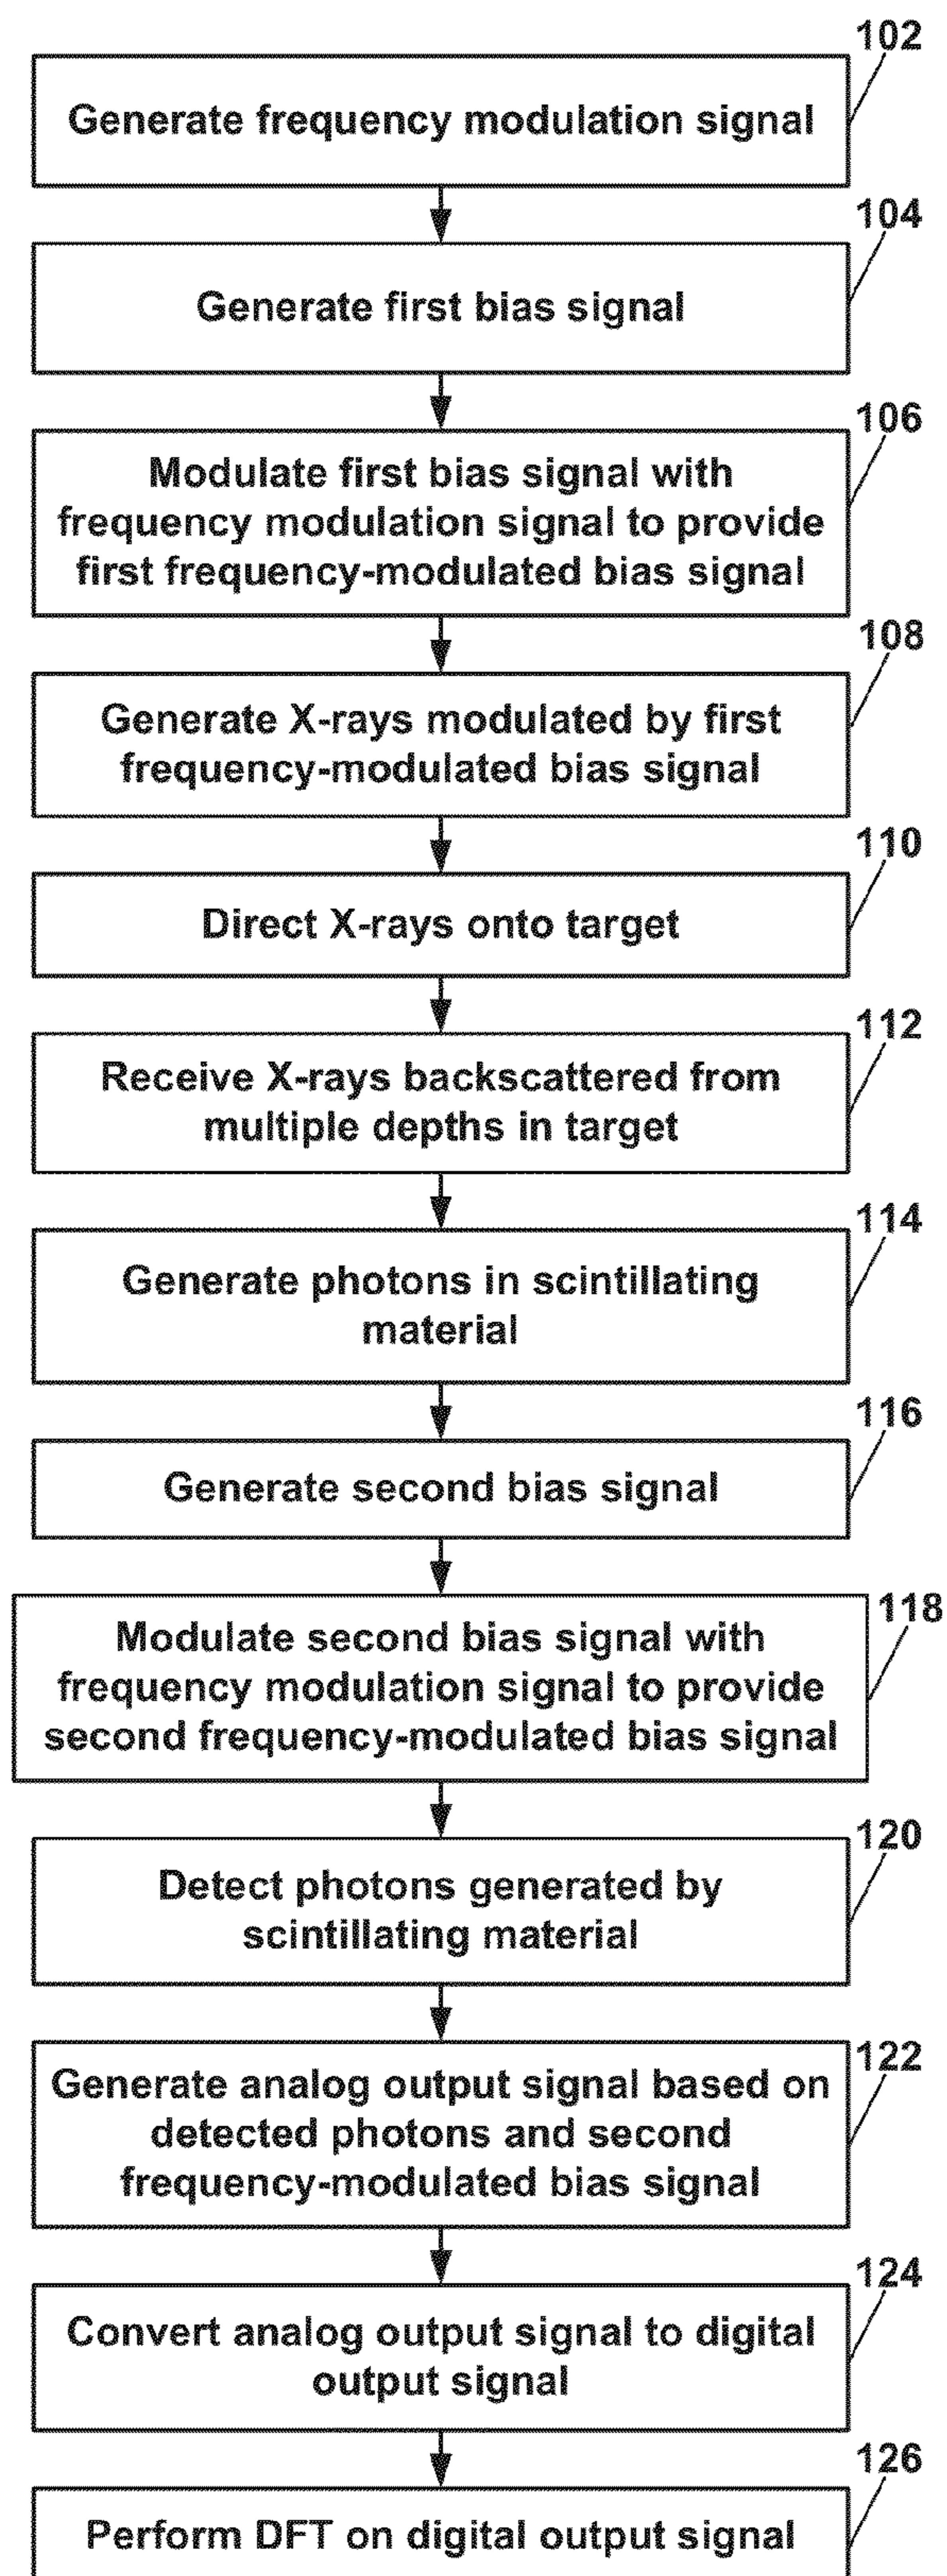 102
Generate frequency modulation signal
104
Generate first bias signal
106
Modulate first bias signal with
frequency modulation signal to provide
first frequency-modulated bias signal
108
Generate X-rays modulated by first
frequency-modulated bias signal
110
Direct X-rays onto target
112
Receive X-rays backscattered from
multiple depths in target
114
Generate photons in scintillating
material
116
Generate second bias signal
118
Modulate second bias signal with
frequency modulation signal to provide
second frequency-modulated bias signal
120
Detect photons generated by
scintillating material
122
Generate analog output signal based on
detected photons and second
frequency-modulated bias signal
124
Convert analog output signal to digital
output signal
126
Perform DFT on digital output signal